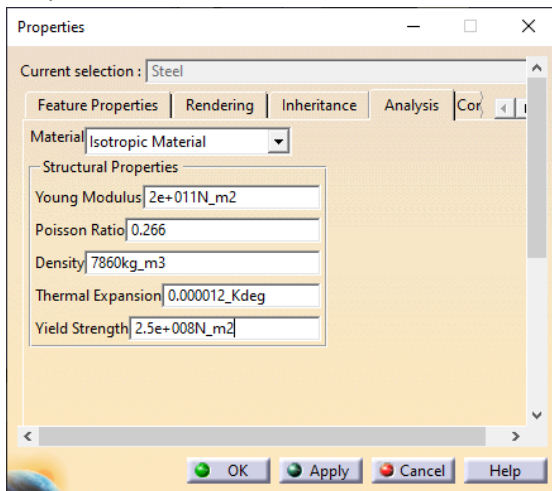 Properties
Current selection : Steel
Feature Properties Rendering Inheritance Analysis Cor
Material Isotropic Material
Structural Properties
Young Modulus 2e+011N_m2
Poisson Ratio 0.266
Density 7860kg_m3
Thermal Expansion 0.000012_Kdeg
Yield Strength 2.5e+008N_m2
OK Apply Cancel Help